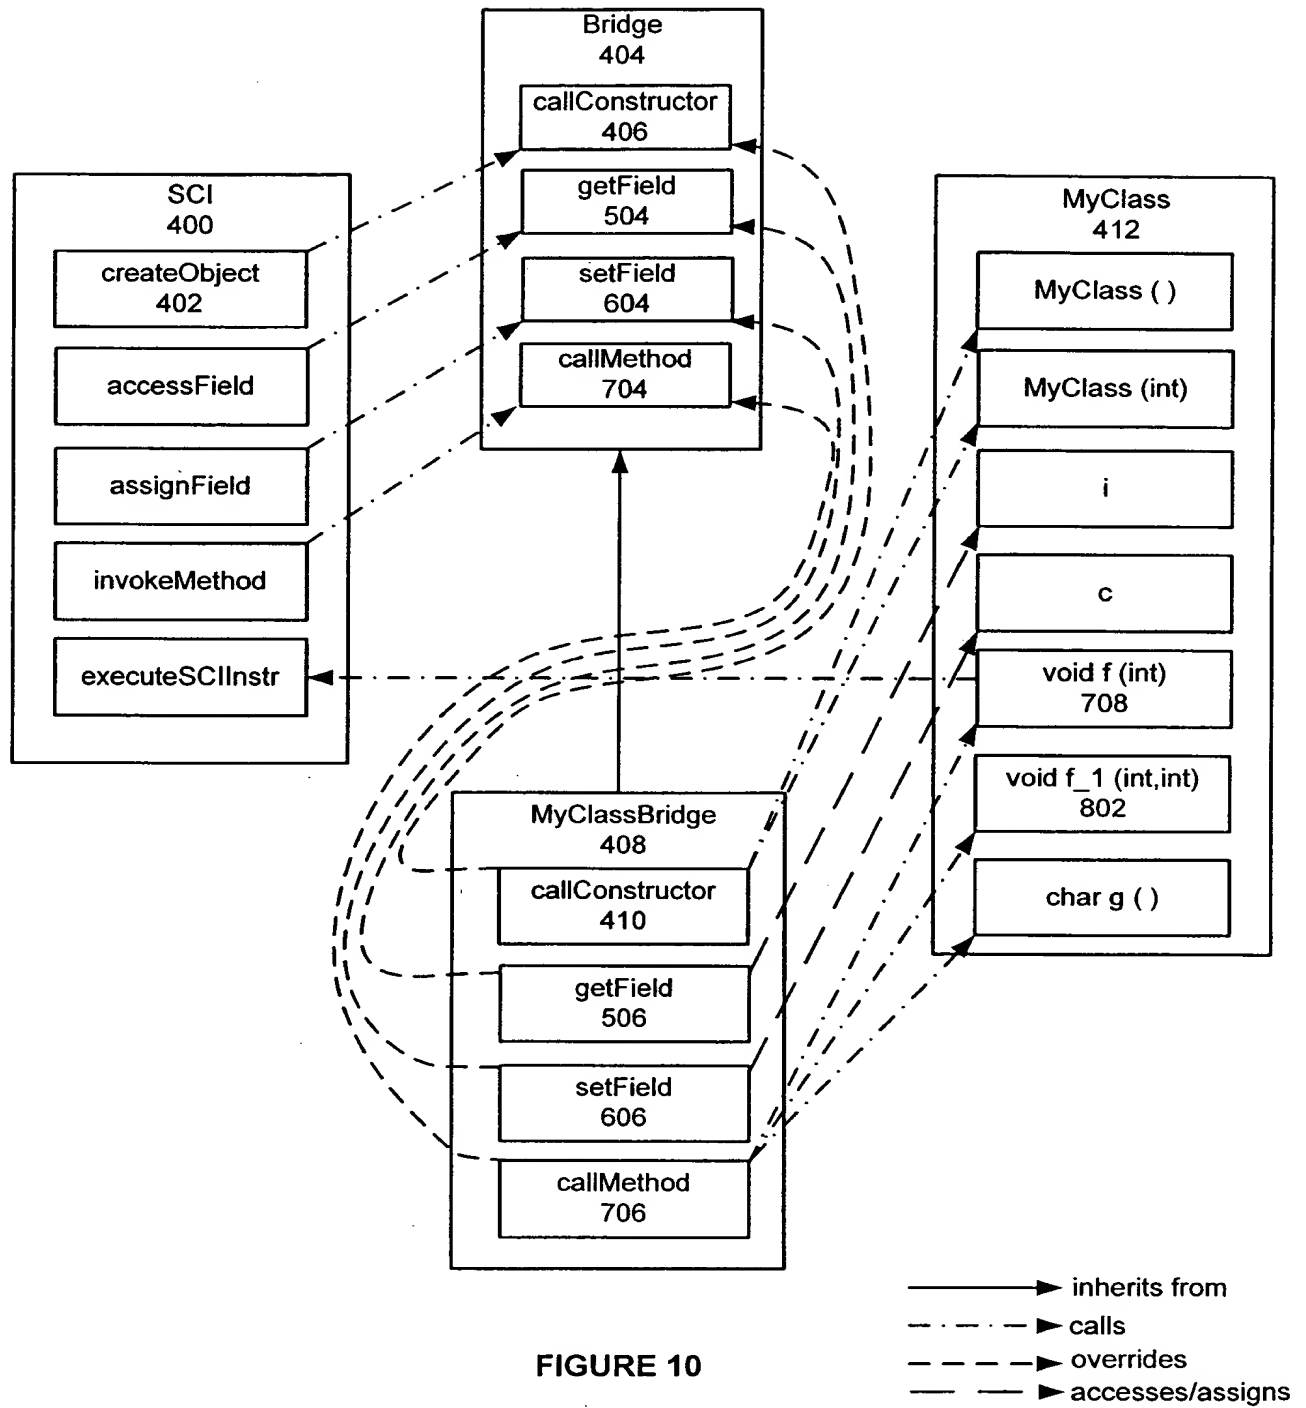 Bridge
404
callConstructor
406
getField
504
setField
604
callMethod
704
SCI
400
createObject
402
accessField
assignField
invokeMethod
executeSCIInstr
MyClass
412
MyClass ( )
MyClass (int)
i
c
void f (int)
708
void f_1 (int,int)
802
char g ( )
MyClassBridge
408
callConstructor
410
getField
506
setField
606
callMethod
706
inherits from
calls
overrides
accesses/assigns
FIGURE 10